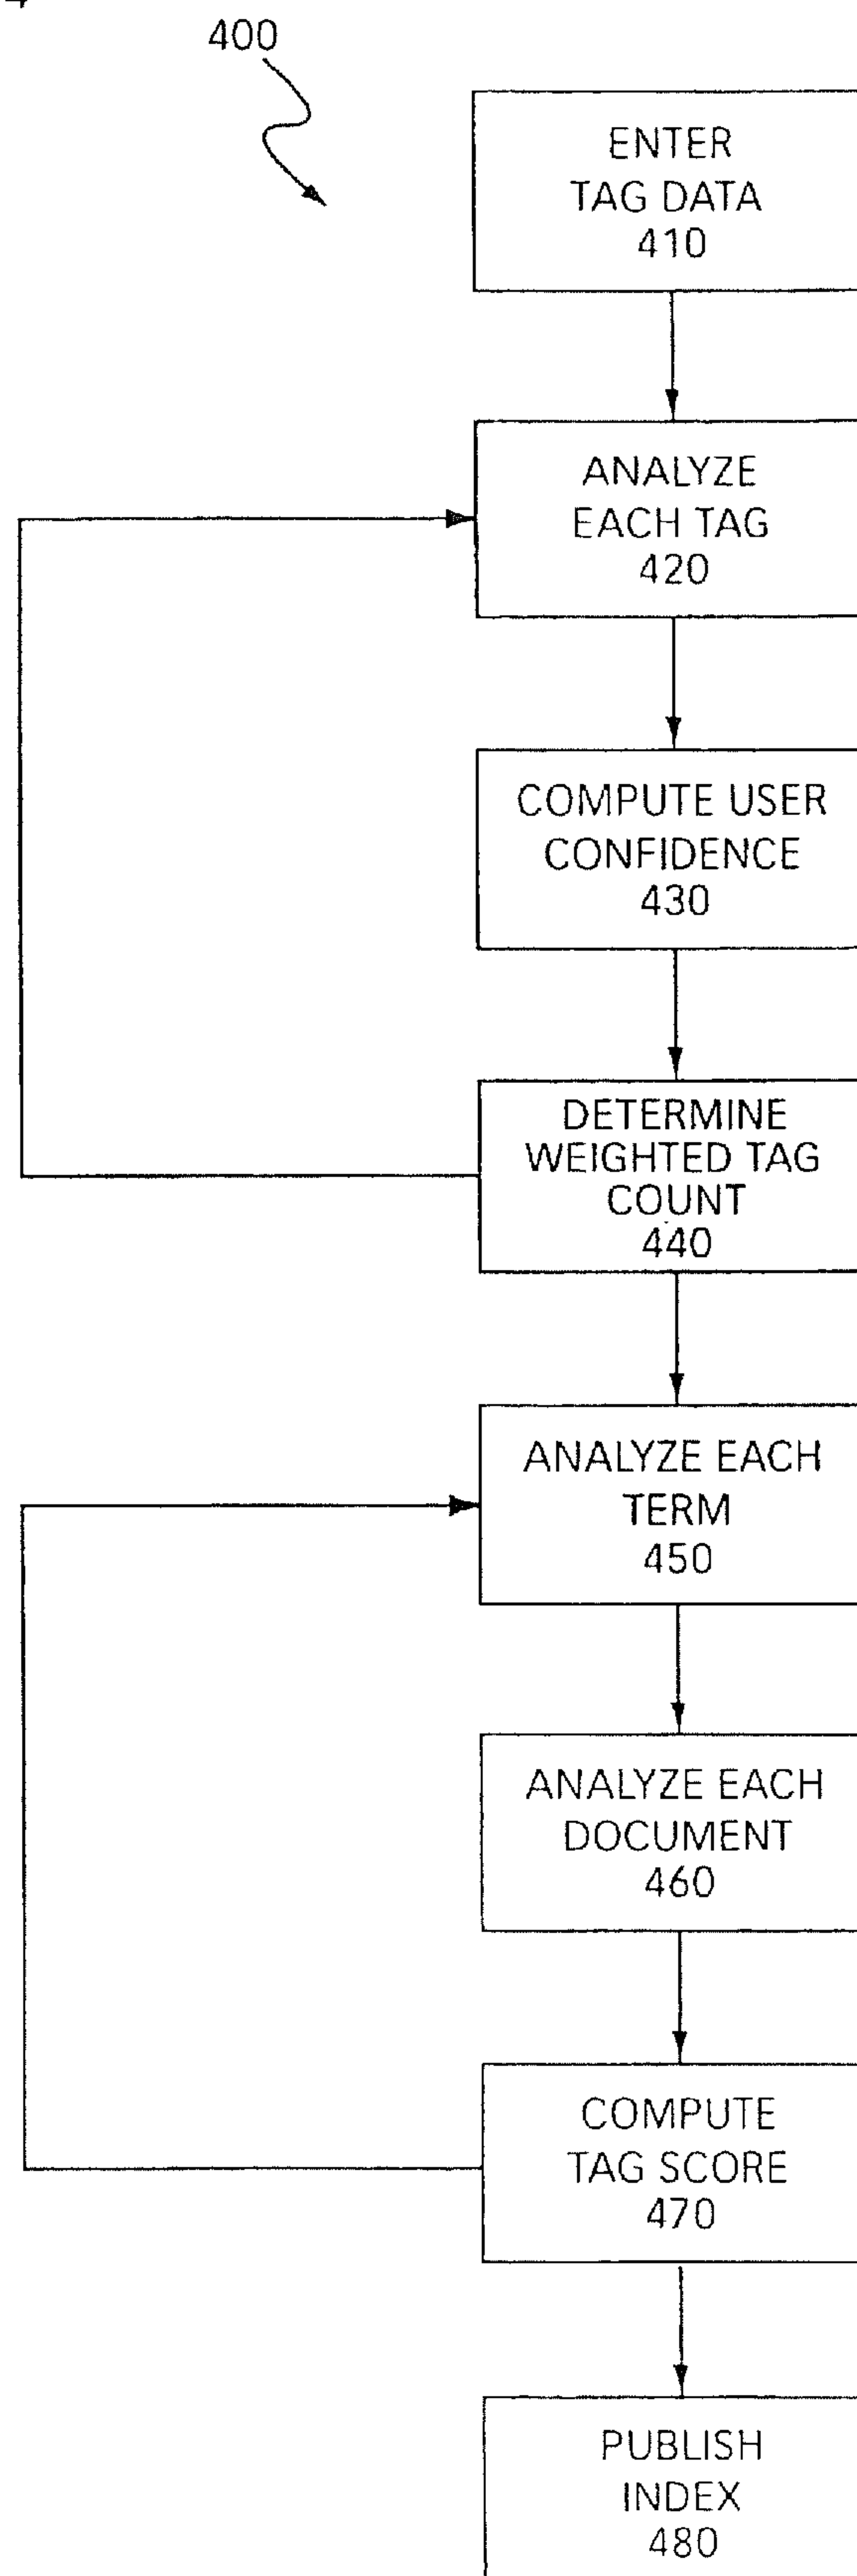 400
ENTER
TAG DATA
410
ANALYZE
EACH TAG
420
COMPUTE USER
CONFIDENCE
430
DETERMINE
WEIGHTED TAG
COUNT
440
ANALYZE EACH
TERM
450
ANALYZE EACH
DOCUMENT
460
COMPUTE
TAG SCORE
470
PUBLISH
INDEX
480